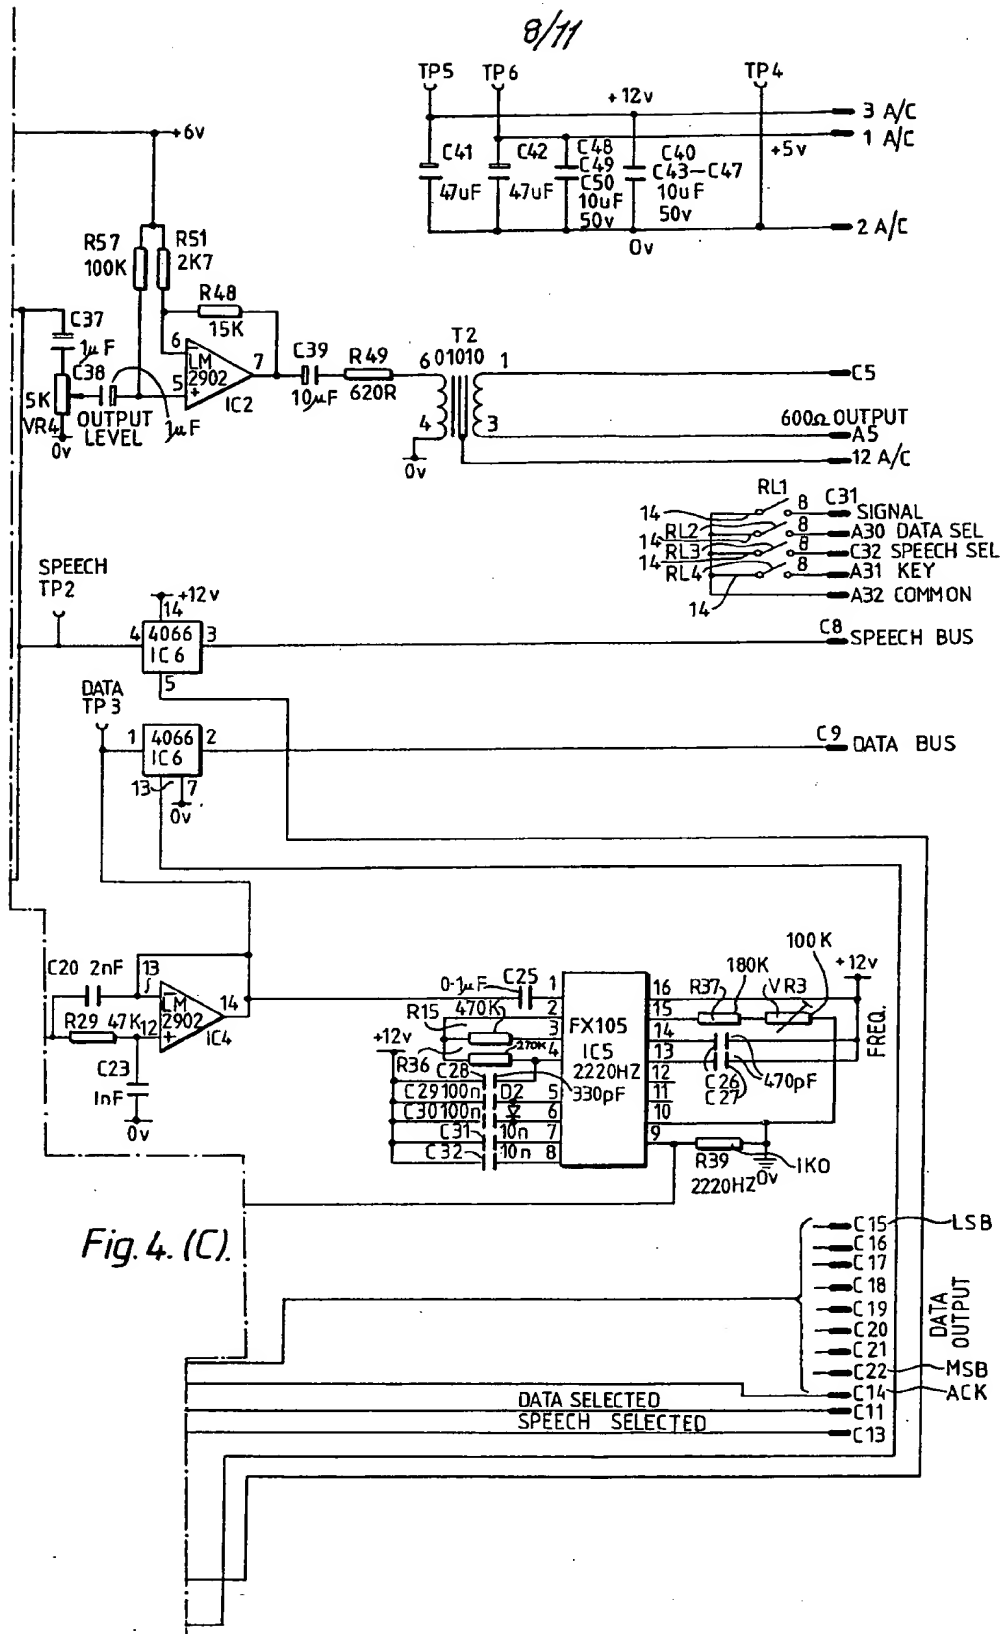 8/11
TP5 TP6 TP4
+12v 3 A/C
1 A/C
+5v
+6v
C41
47uF
C42
47uF
C48
C49
C50
10uF
50v
C40
C43-C47
10uF
50v
0v
2 A/C
R57
100K
R51
2K7
R48
15K
C37
1µF
C38
1µF
5K
VR4
0v
OUTPUT
LEVEL
6
5
7
LM
2902
-
+
IC2
C39
10µF
R49
620R
T2
01010
6
4
1
3
0v
C5
600Ω OUTPUT
A5
12 A/C
RL1 8 C31
14 SIGNAL
RL2 8 A30 DATA SEL
14
RL3 8 C32 SPEECH SEL
14
RL4 8 A31 KEY
14
A32 COMMON
SPEECH
TP2
+12v
14
4 4066 3
IC6
5
C8 SPEECH BUS
DATA
TP3
1 4066 2
IC6
13 7
0v
C9 DATA BUS
C20 2nF
13
R29 47K
12
LM
2902
-
+
14
IC4
C23
1nF
0v
0·1µF C25
R15 470K
R36 270K
+12v
C28
330pF
C29 100n D2
C30 100n
C31 10n
C32 10n
1
2
3
4
5
6
7
8
FX105
IC5
2220HZ
16
15
14
13
12
11
10
9
R37 180K
VR3 100K
+12v
FREQ.
C26
C27
470pF
R39
1K0
2220HZ
0v
Fig. 4. (C).
C15 LSB
C16
C17
C18
C19
C20
C21
C22 MSB
DATA
OUTPUT
C14 ACK
DATA SELECTED C11
SPEECH SELECTED C13